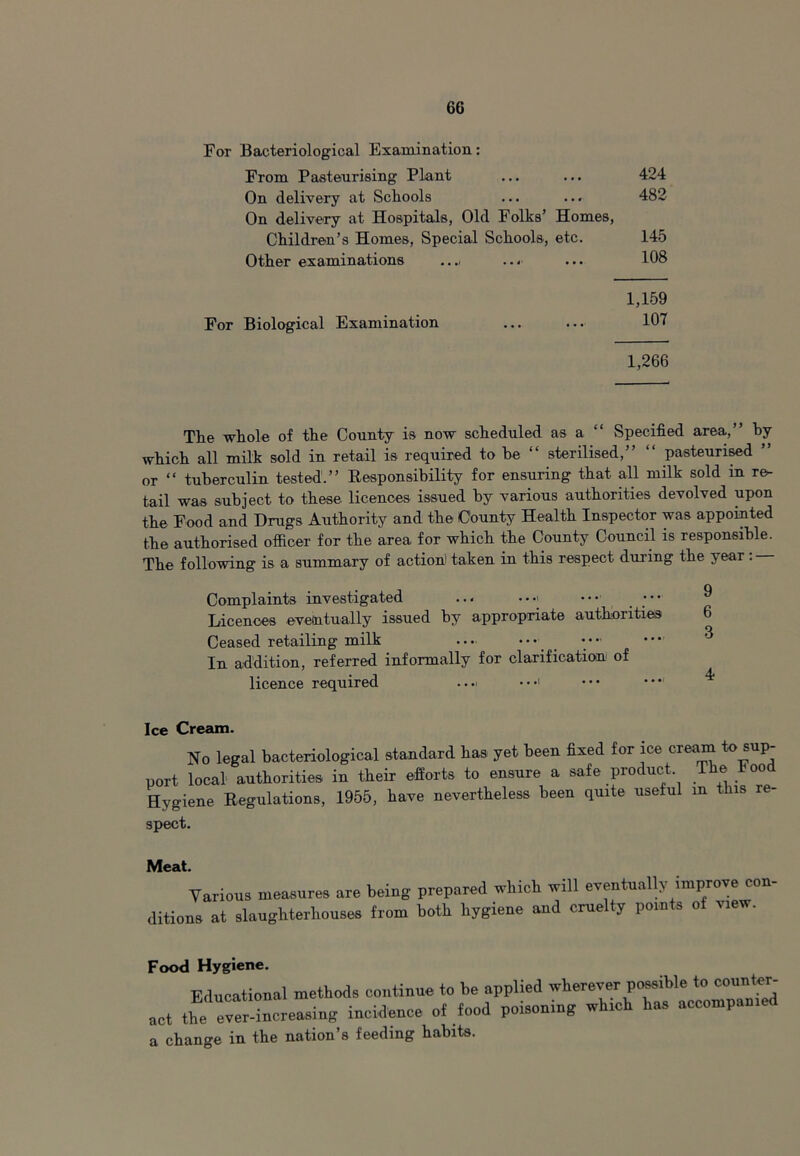 66
For Bacteriological Examination:
From Pasteurising Plant ... ... 424
On delivery at Schools ... ... 482
On delivery at Hospitals, Old Folks' Homes,
Children's Homes, Special Schools, etc. 145
Other examinations ... ... ... 108
1,159
For Biological Examination ... ... 107
1,266
The whole of the County is now scheduled as a “ Specified area,” by
which all milk sold in retail is required to be “ sterilised,” “ pasteurised ”
or “ tuberculin tested.” Responsibility for ensuring that all milk sold in re-
tail was subject to these licences issued by various authorities devolved upon
the Food and Drugs Authority and the County Health Inspector was appointed
the authorised officer for the area for which the County Council is responsible.
The following is a summary of action taken in this respect during the year:—
Complaints investigated ... ... ... ... 9
Licences eventually issued by appropriate authorities 6
Ceased retailing milk ... ... ... ... 3
In addition, referred informally for clarification of
licence required ... ... ... ... 4
Ice Cream.
No legal bacteriological standard has yet been fixed for ice cream to sup-
port local authorities in their efforts to ensure a safe product. The Food
Hygiene Regulations, 1955, have nevertheless been quite useful in this re-
spect.
Meat.
Various measures are being prepared which will eventually improve con-
ditions at slaughterhouses from both hygiene and cruelty points of view.
Food Hygiene.
Educational methods continue to be applied wherever possible to counter-
act the ever-increasing incidence of food poisoning which has accompanied
a change in the nation's feeding habits.